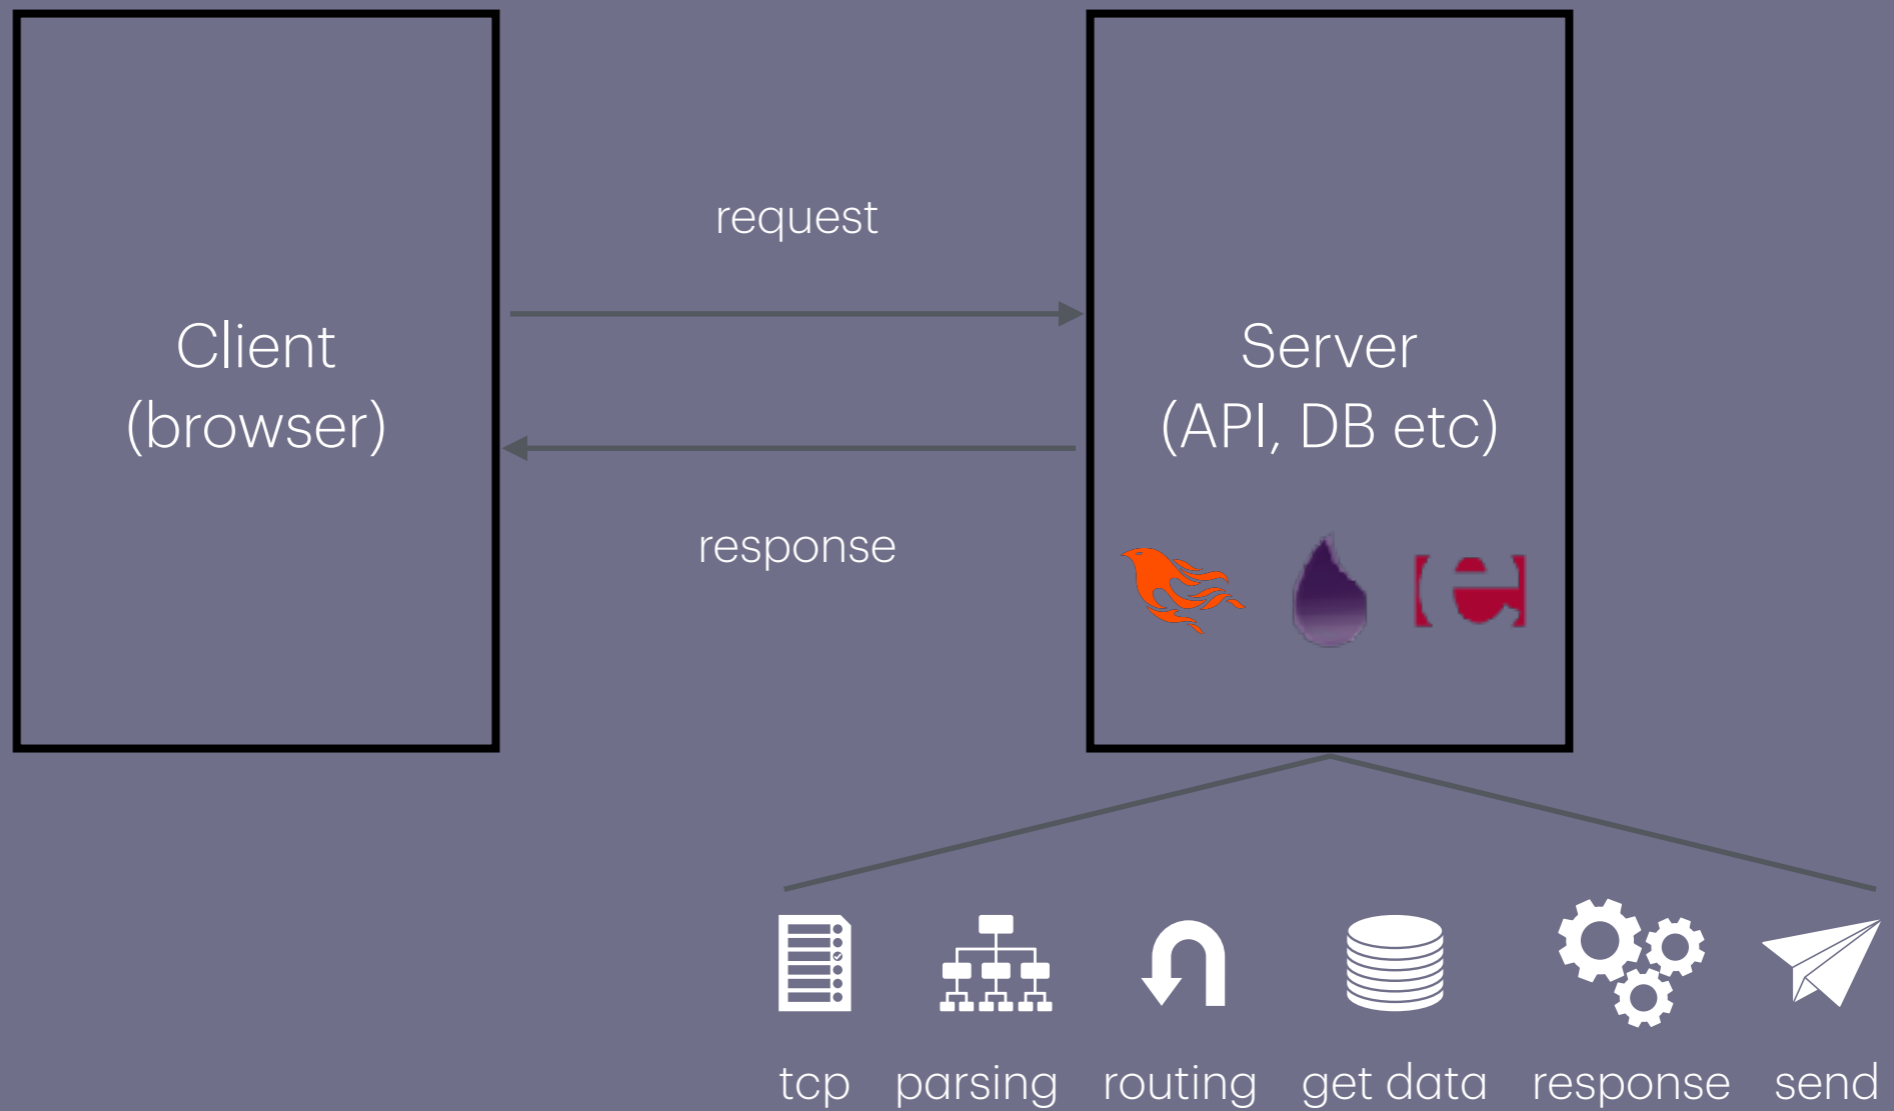 request
Client
(browser)
Server
(API, DB etc)
response
e
tcp
parsing
routing
get data
response
send